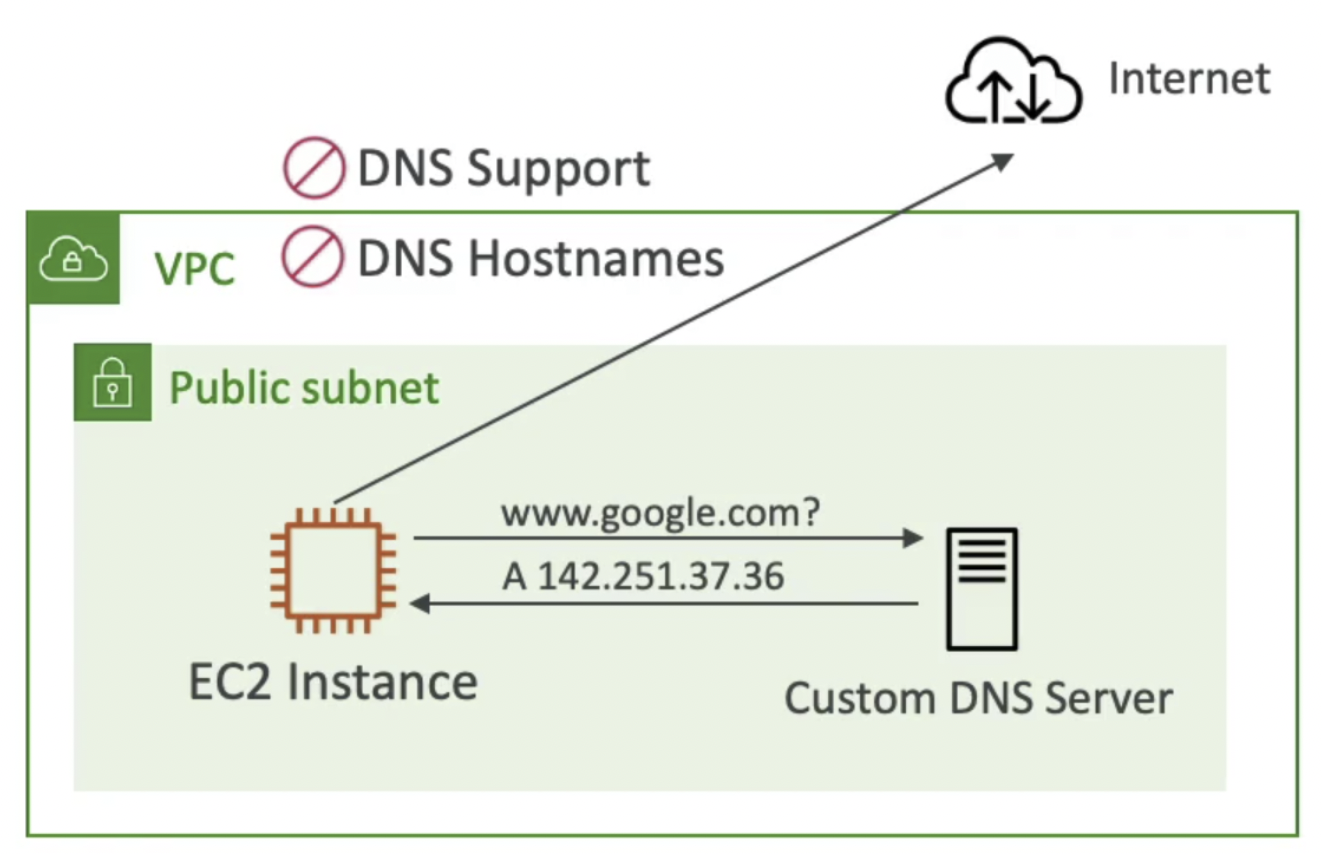 Internet
DNS Support
VPC
DNS Hostnames
Public subnet
www.google.com?
A 142.251.37.36
EC2 Instance
Custom DNS Server